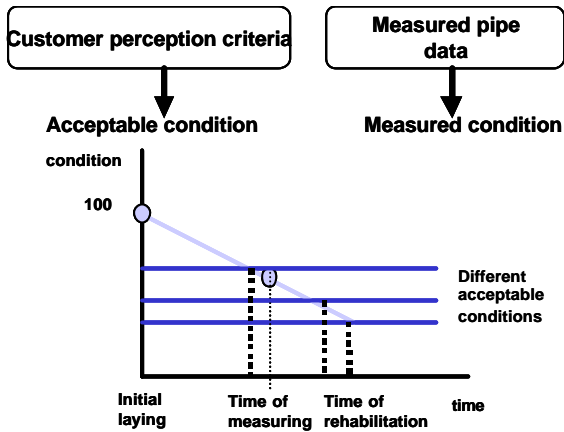 Customer perception criteria
Measured pipe
data
Acceptable condition
Measured condition
condition
100
Different
acceptable
conditions
Initial
laying
Time of
measuring
Time of
rehabilitation
time